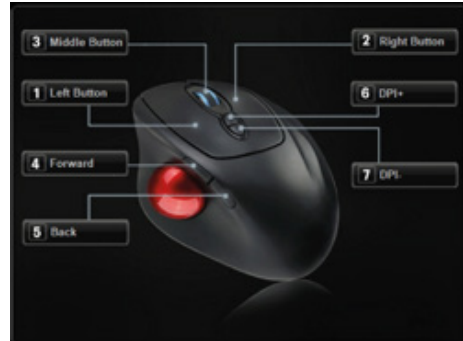 3 Middle Button
2 Right Button
1 Left Button
6 DPI+
4 Forward
7 DPI-
5 Back